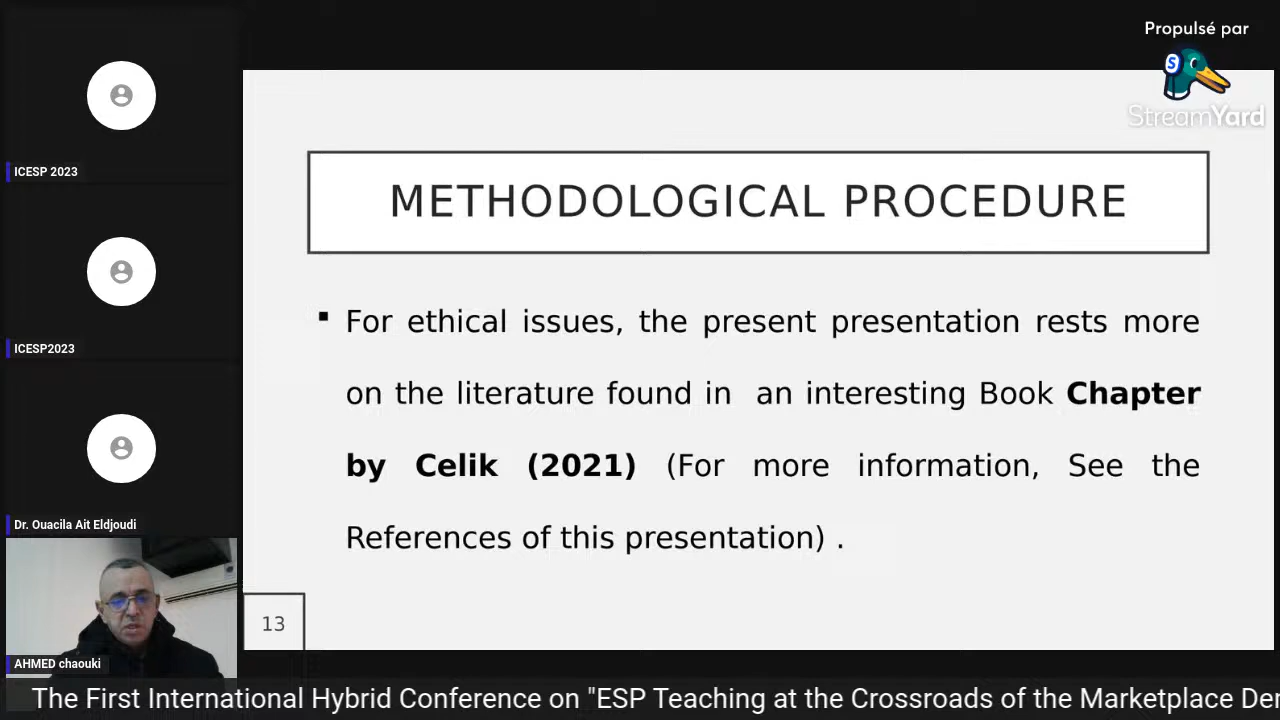 Propulsé par
StreamYard
ICESP 2023
ICESP2023
Dr. Ouacila Ait Eldjoudi
AHMED chaouki
METHODOLOGICAL PROCEDURE
For ethical issues, the present presentation rests more
on the literature found in an interesting Book Chapter
by Celik (2021) (For more information, See the
References of this presentation) .
13
The First International Hybrid Conference on "ESP Teaching at the Crossroads of the Marketplace